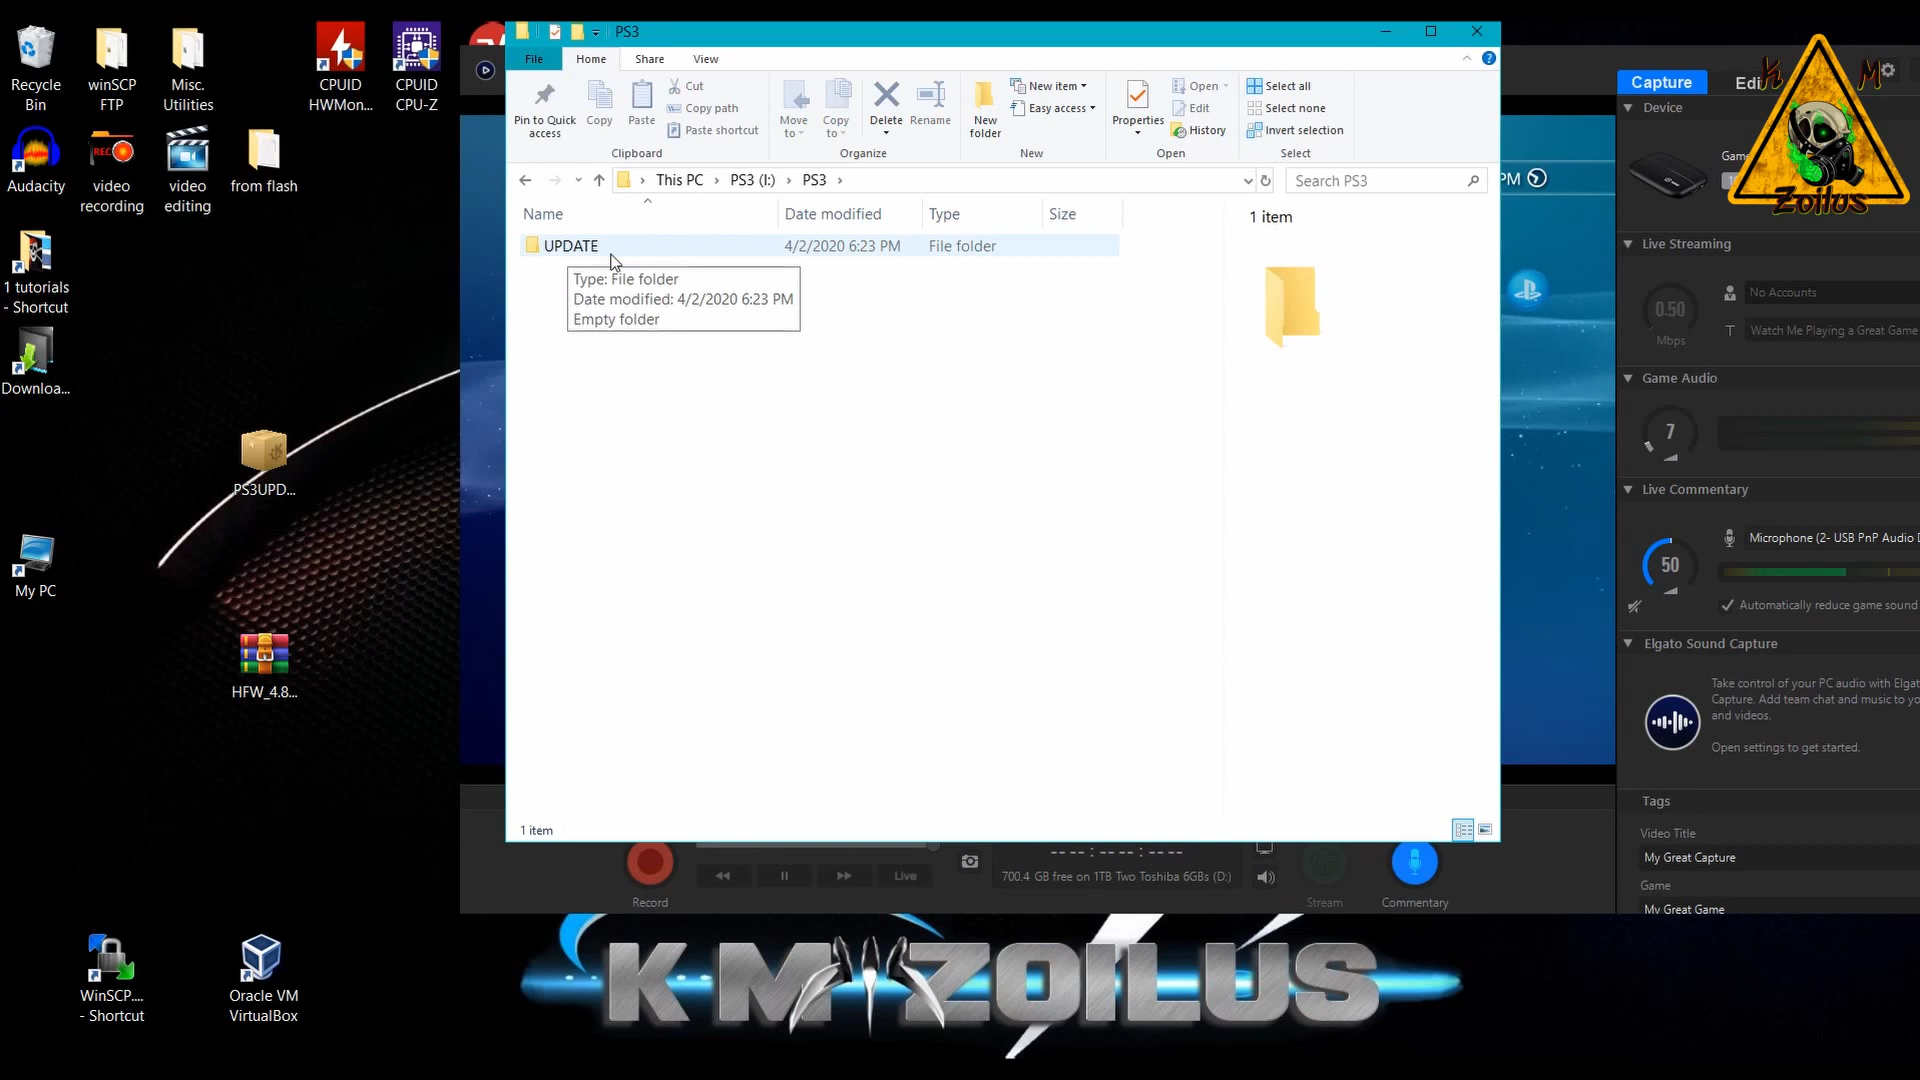 Recycle
Bin
winSCP
FTP
Misc.
Utilities
CPUID
HWMon...
CPUID
CPU-Z
Audacity
REC
video
recording
video
editing
from flash
1 tutorials
- Shortcut
Downloa...
PS3UPD...
My PC
HFW_4.8...
WinSCP....
- Shortcut
Oracle VM
VirtualBox
PS3
File
Home
Share
View
Pin to Quick
access
Copy
Paste
Cut
Copy path
Paste shortcut
Clipboard
Move
to
Copy
to
Delete
Rename
Organize
New
folder
New item
Easy access
New
Properties
Open
Edit
History
Open
Select all
Select none
Invert selection
Select
This PC
PS3 (I:)
PS3
Search PS3
Name
Date modified
Type
Size
UPDATE
4/2/2020 6:23 PM
File folder
Type: File folder
Date modified: 4/2/2020 6:23 PM
Empty folder
1 item
1 item
PM
Capture
Edi
K M
Zoilus
Device
Game
Live Streaming
0.50
Mbps
No Accounts
Watch Me Playing a Great Game
Game Audio
7
Live Commentary
50
Microphone (2- USB PnP Audio D
Automatically reduce game sound
Elgato Sound Capture
Take control of your PC audio with Elgat
Capture. Add team chat and music to yo
and videos.
Open settings to get started.
Tags
Video Title
My Great Capture
Game
My Great Game
Record
Live
-- -- : -- -- : -- --
700.4 GB free on 1TB Two Toshiba 6GBs (D:)
Stream
Commentary
KM ZOILUS